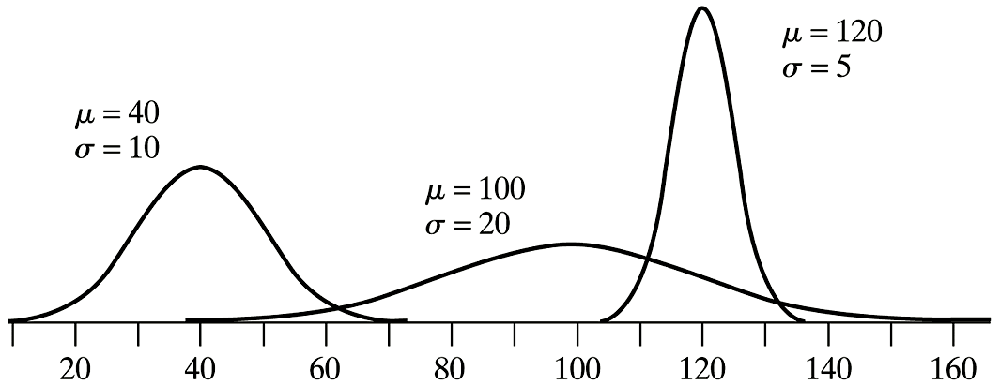 μ = 120
σ = 5
μ = 40
σ = 10
μ = 100
σ = 20
20 40 60 80 100 120 140 160